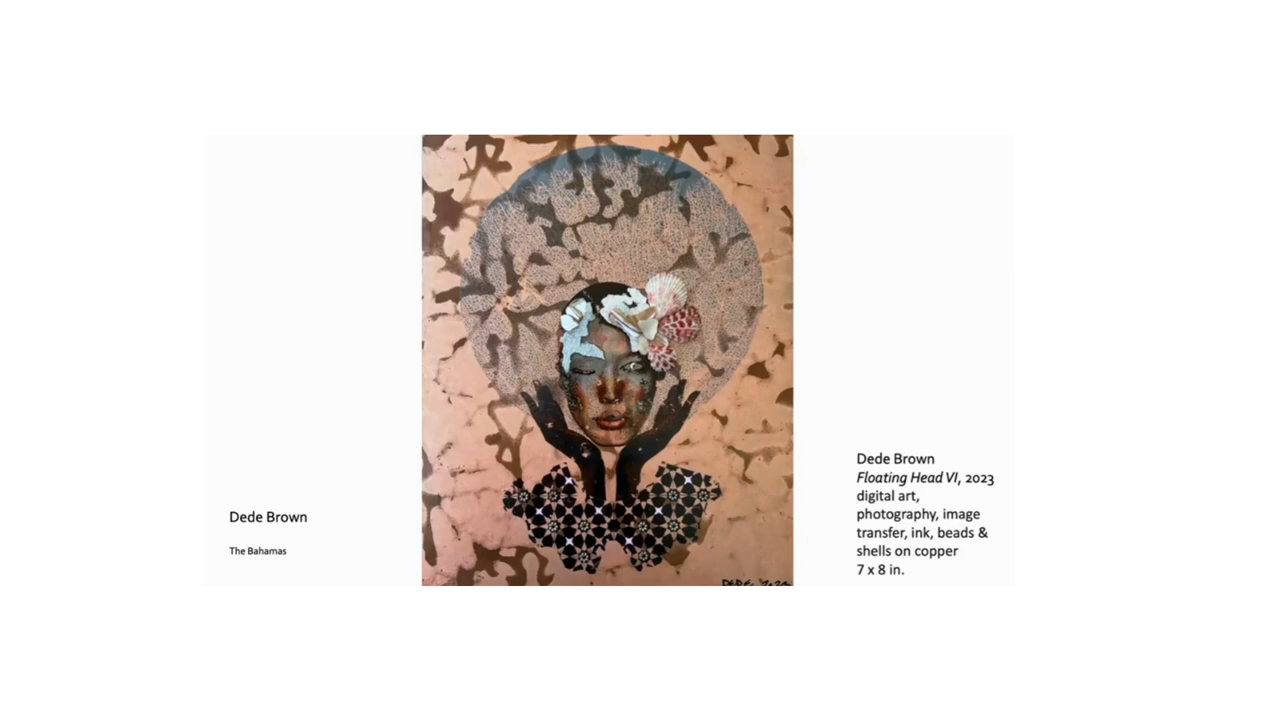 Dede Brown
The Bahamas
Dede Brown
Floating Head VI, 2023
digital art,
photography, image
transfer, ink, beads &
shells on copper
7 x 8 in.